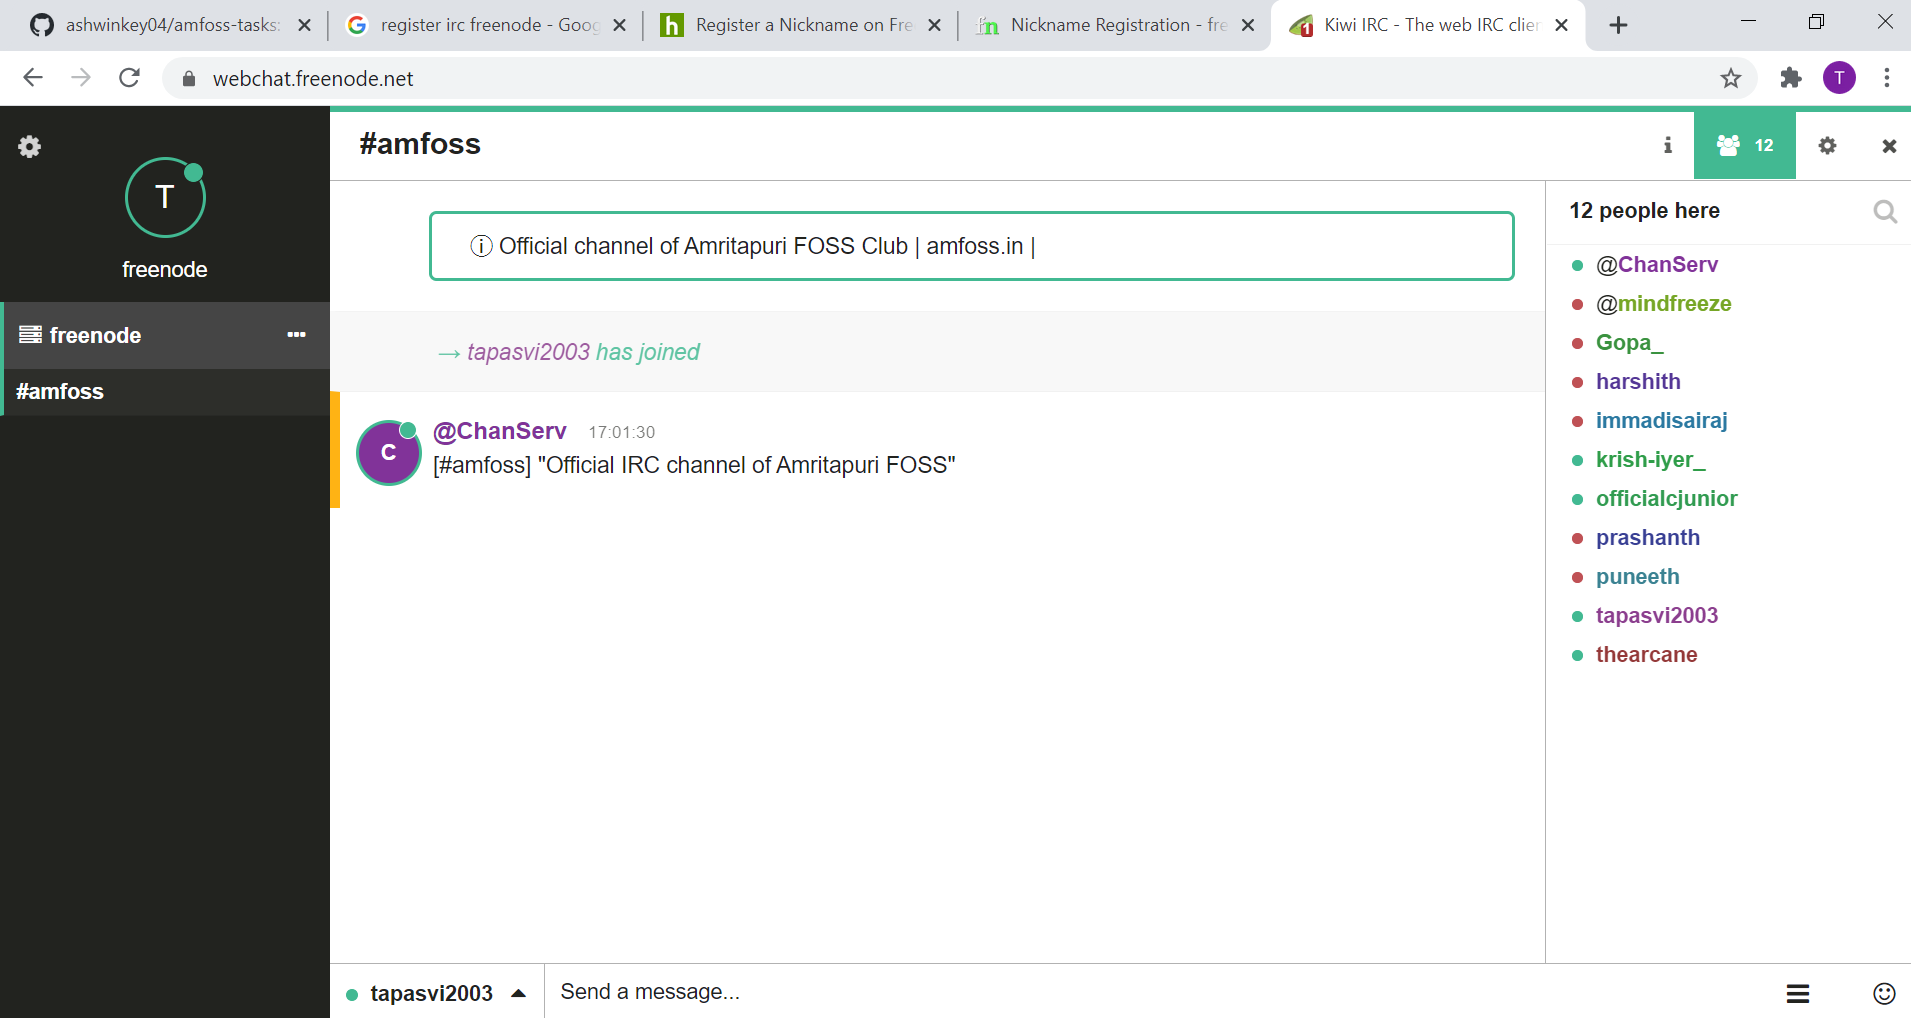 ashwinkey04/amfoss-tasks:
register irc freenode - Goog
Register a Nickname on Fre
fn
Nickname Registration - fre
1
Kiwi IRC - The web IRC clien
webchat.freenode.net
T
#amfoss
12
T
freenode
freenode
#amfoss
Official channel of Amritapuri FOSS Club | amfoss.in |
→ tapasvi2003 has joined
C
@ChanServ 17:01:30
[#amfoss] "Official IRC channel of Amritapuri FOSS"
12 people here
@ChanServ
@mindfreeze
Gopa_
harshith
immadisairaj
krish-iyer_
officialcjunior
prashanth
puneeth
tapasvi2003
thearcane
tapasvi2003
Send a message...